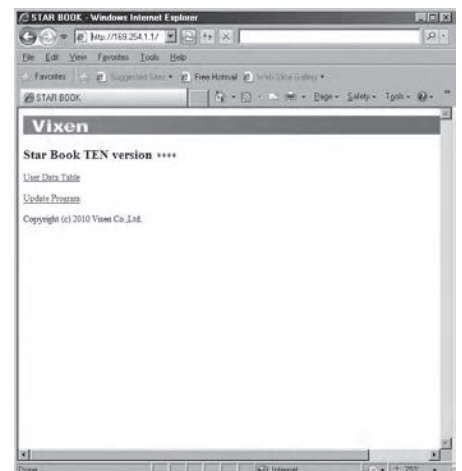 STAR BOOK - Windows Internet Explorer
http://169.254.1.1/
File Edit View Favorites Tools Help
Favorites Suggested Sites Free Hotmail Web Slice Gallery
STAR BOOK Page Safety Tools
Vixen
Star Book TEN version ****
User Data Table
Update Program
Copyright (c) 2010 Vixen Co.,Ltd.
Done Internet